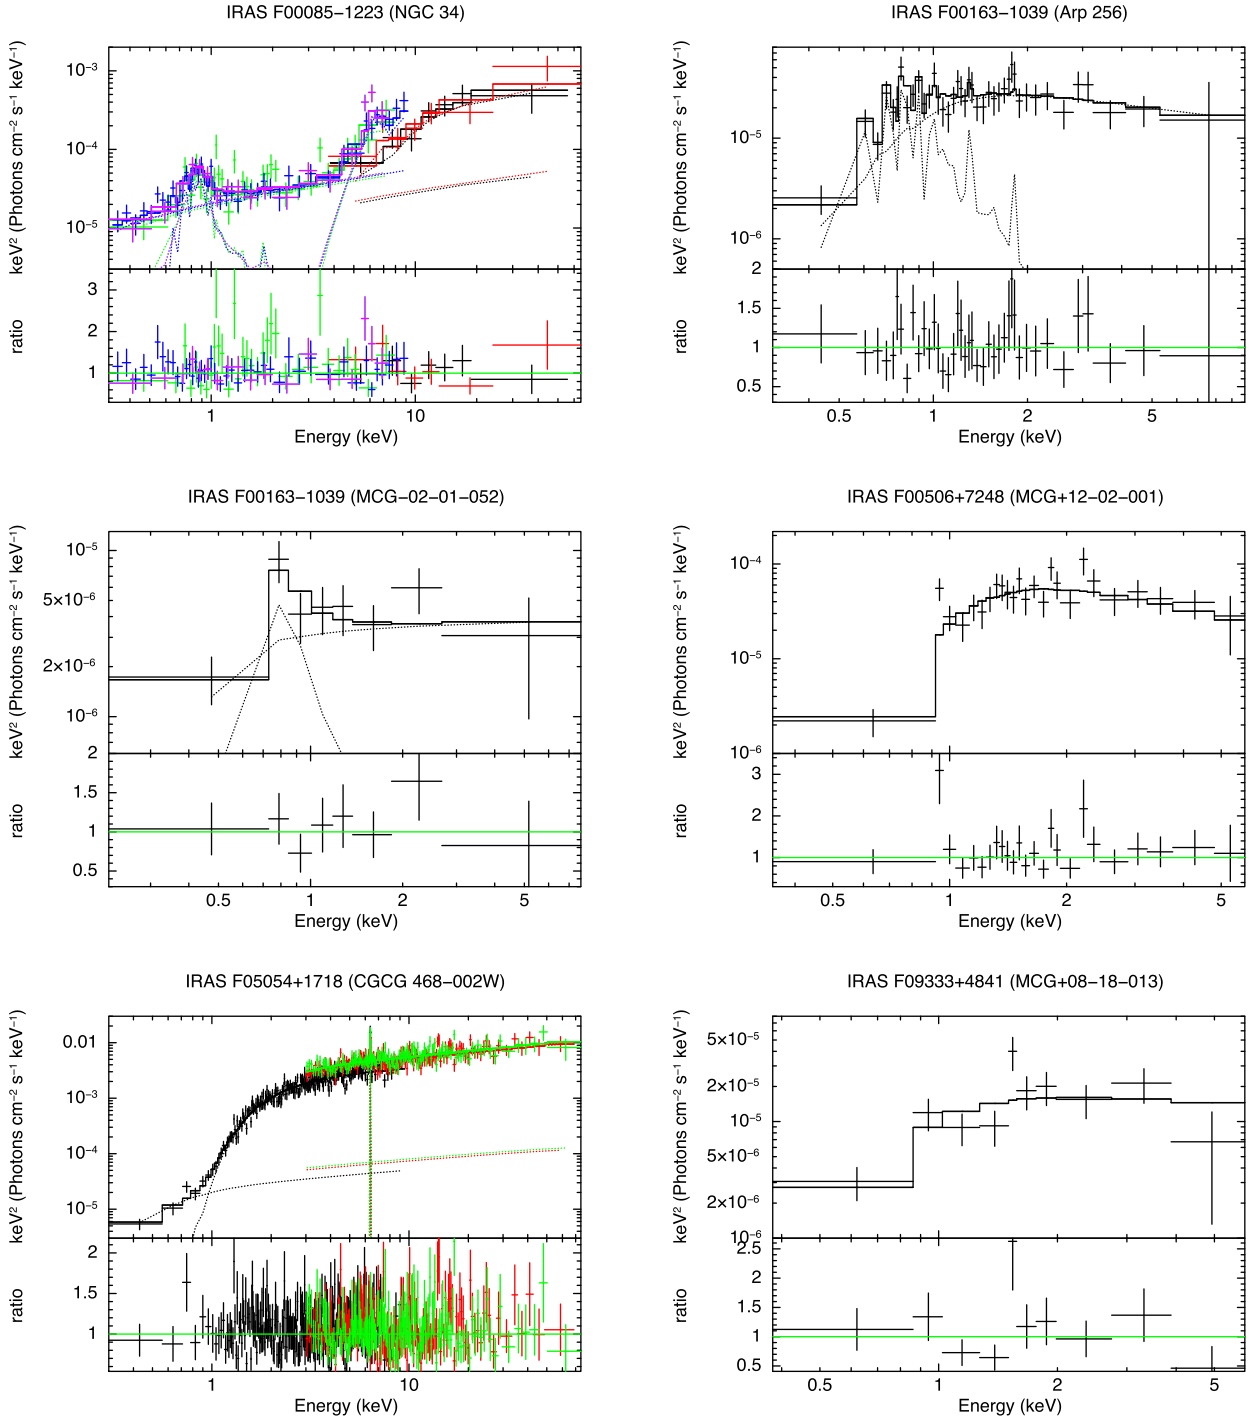 IRAS F00085−1223 (NGC 34)
keV² (Photons cm⁻² s⁻¹ keV⁻¹)
10⁻³
10⁻⁴
10⁻⁵
ratio
3
2
1
1
10
Energy (keV)
IRAS F00163−1039 (Arp 256)
keV² (Photons cm⁻² s⁻¹ keV⁻¹)
10⁻⁵
10⁻⁶
ratio
2
1.5
1
0.5
0.5
1
2
5
Energy (keV)
IRAS F00163−1039 (MCG−02−01−052)
keV² (Photons cm⁻² s⁻¹ keV⁻¹)
10⁻⁵
5×10⁻⁶
2×10⁻⁶
10⁻⁶
ratio
2
1.5
1
0.5
0.5
1
2
5
Energy (keV)
IRAS F00506+7248 (MCG+12−02−001)
keV² (Photons cm⁻² s⁻¹ keV⁻¹)
10⁻⁴
10⁻⁵
10⁻⁶
ratio
3
2
1
0.5
1
2
5
Energy (keV)
IRAS F05054+1718 (CGCG 468−002W)
keV² (Photons cm⁻² s⁻¹ keV⁻¹)
0.01
10⁻³
10⁻⁴
10⁻⁵
ratio
2
1.5
1
1
10
Energy (keV)
IRAS F09333+4841 (MCG+08−18−013)
keV² (Photons cm⁻² s⁻¹ keV⁻¹)
5×10⁻⁵
2×10⁻⁵
10⁻⁵
5×10⁻⁶
2×10⁻⁶
10⁻⁶
ratio
2.5
2
1.5
1
0.5
0.5
1
2
5
Energy (keV)